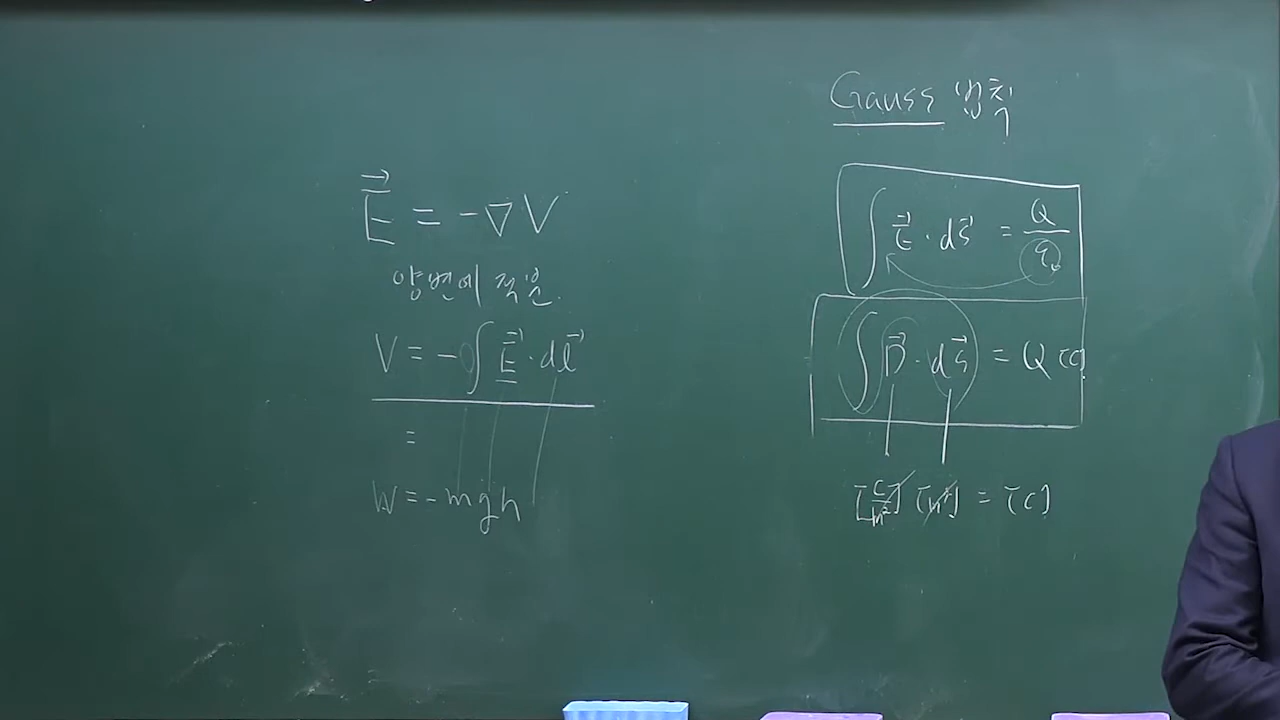 E⃗ = -∇V
양변에 적분.
V = -∫ E⃗ · dl⃗
=
W = -mgh
Gauss 법칙
∫ E⃗ · ds⃗ = Q/ε₀
∫ D⃗ · ds⃗ = Q [C]
[C/m²] [m²] = [C]